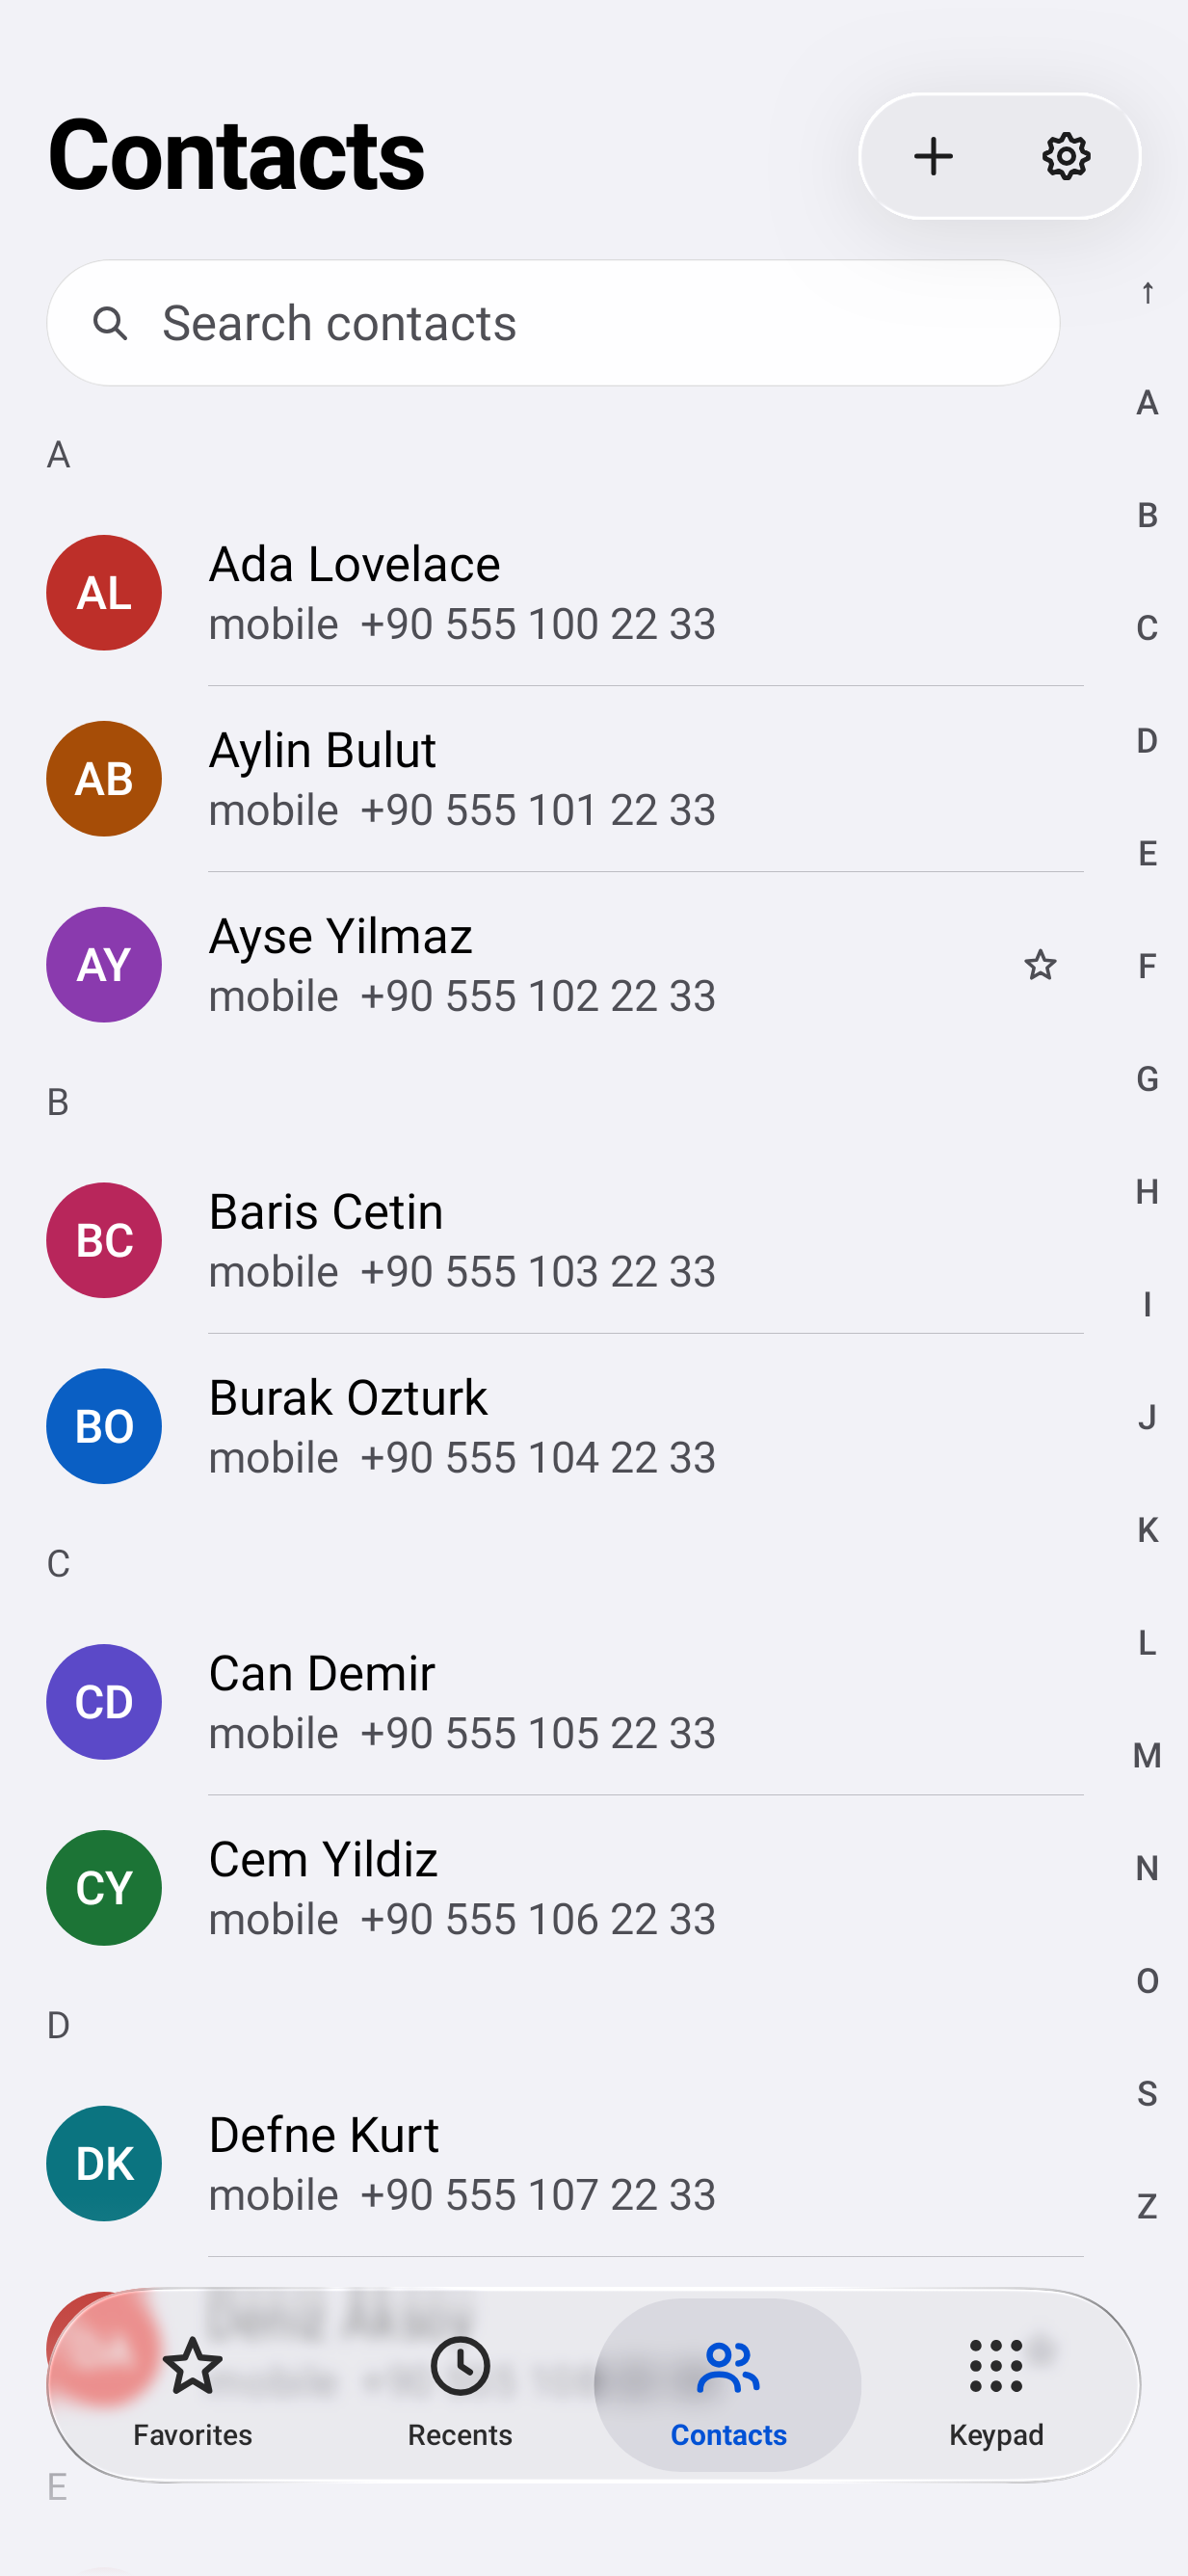 Contacts
Search contacts
↑
A
AL
Ada Lovelace
mobile +90 555 100 22 33
AB
Aylin Bulut
mobile +90 555 101 22 33
AY
Ayse Yilmaz
mobile +90 555 102 22 33
B
BC
Baris Cetin
mobile +90 555 103 22 33
BO
Burak Ozturk
mobile +90 555 104 22 33
C
CD
Can Demir
mobile +90 555 105 22 33
CY
Cem Yildiz
mobile +90 555 106 22 33
D
DK
Defne Kurt
mobile +90 555 107 22 33
E
A
B
C
D
E
F
G
H
I
J
K
L
M
N
O
S
Z
Favorites
Recents
Contacts
Keypad